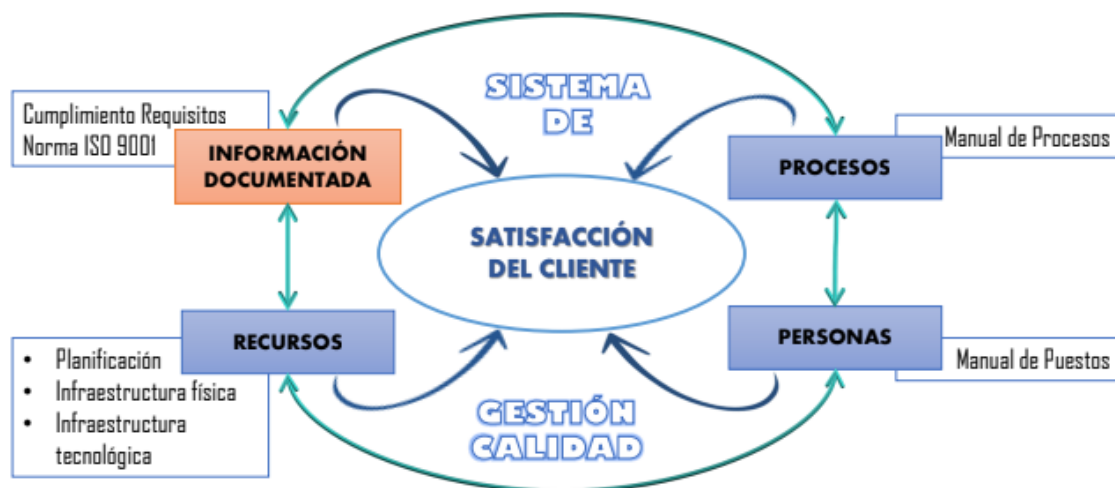 SISTEMA
DE
Cumplimiento Requisitos
Norma ISO 9001
INFORMACIÓN
DOCUMENTADA
PROCESOS
Manual de Procesos
SATISFACCIÓN
DEL CLIENTE
RECURSOS
• Planificación
• Infraestructura física
• Infraestructura
tecnológica
PERSONAS
Manual de Puestos
GESTIÓN
CALIDAD